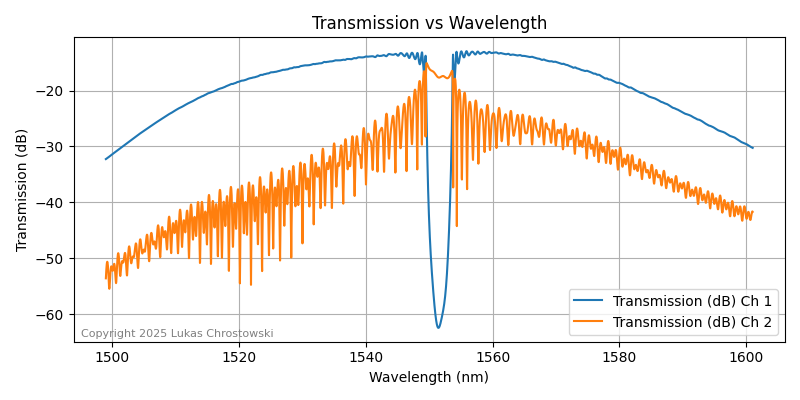 Transmission vs Wavelength
Transmission (dB)
−20
−30
−40
−50
−60
Transmission (dB) Ch 1
Transmission (dB) Ch 2
Copyright 2025 Lukas Chrostowski
1500 1520 1540 1560 1580 1600
Wavelength (nm)